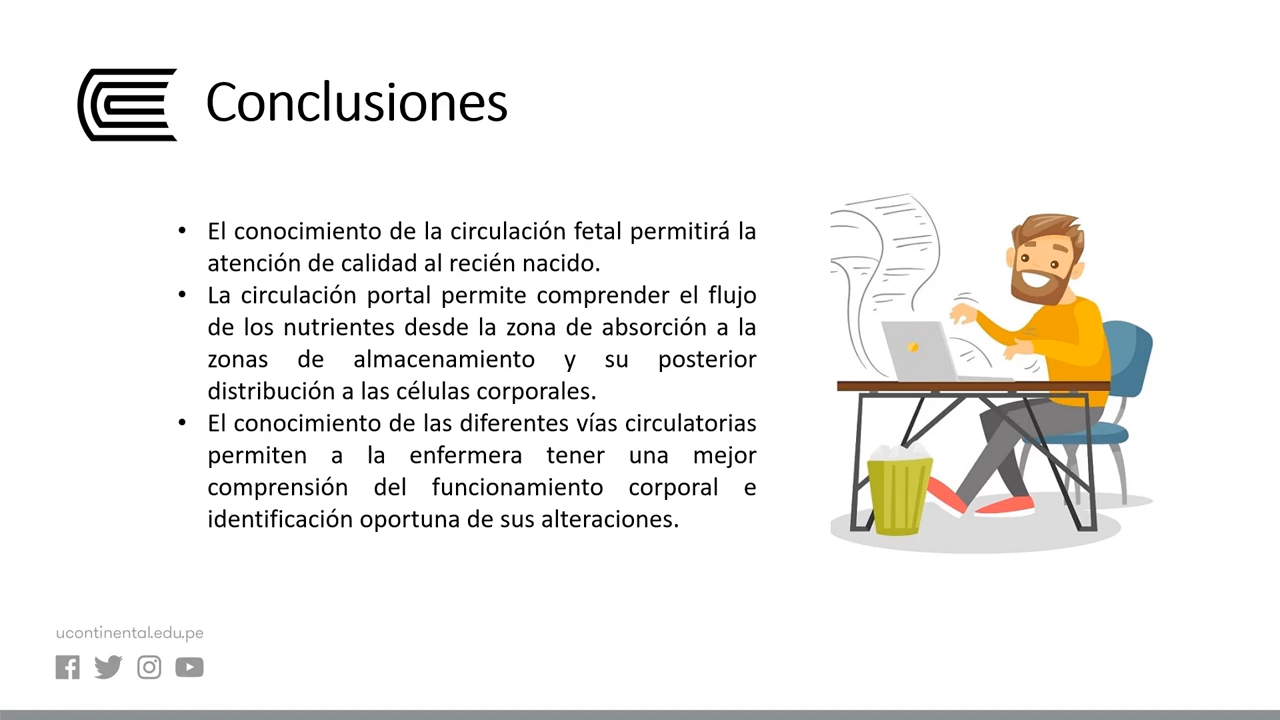 Conclusiones
• El conocimiento de la circulación fetal permitirá la
atención de calidad al recién nacido.
• La circulación portal permite comprender el flujo
de los nutrientes desde la zona de absorción a la
zonas de almacenamiento y su posterior
distribución a las células corporales.
• El conocimiento de las diferentes vías circulatorias
permiten a la enfermera tener una mejor
comprensión del funcionamiento corporal e
identificación oportuna de sus alteraciones.
ucontinental.edu.pe